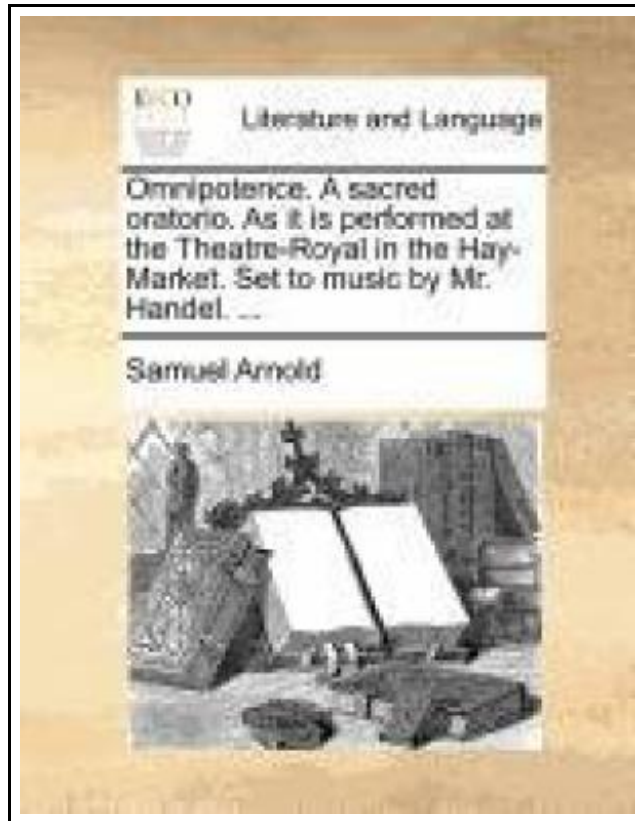 ECCO
Literature and Language
Omnipotence. A sacred
oratorio. As it is performed at
the Theatre-Royal in the Hay-
Market. Set to music by Mr.
Handel. ...
Samuel Arnold